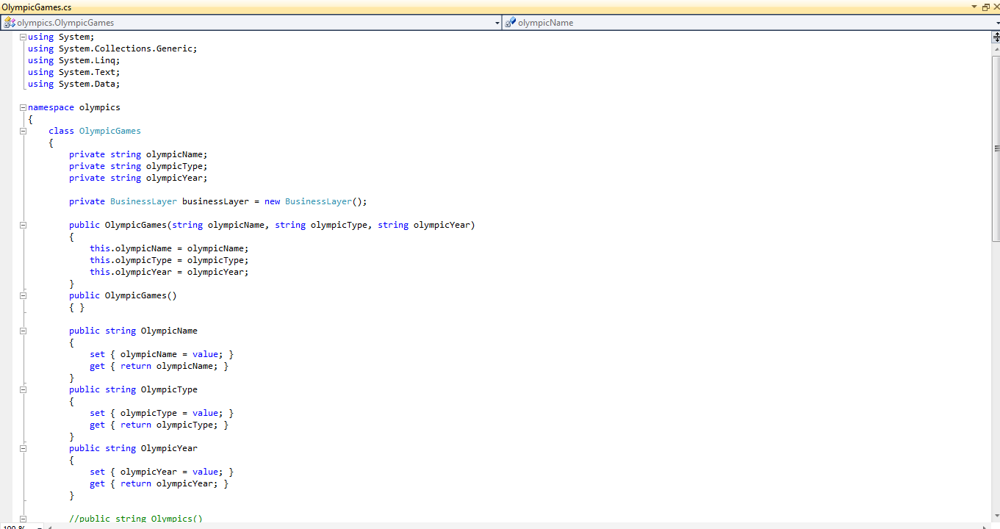 OlympicGames.cs
olympics.OlympicGames olympicName
using System;
using System.Collections.Generic;
using System.Linq;
using System.Text;
using System.Data;
namespace olympics
{
class OlympicGames
{
private string olympicName;
private string olympicType;
private string olympicYear;
private BusinessLayer businessLayer = new BusinessLayer();
public OlympicGames(string olympicName, string olympicType, string olympicYear)
{
this.olympicName = olympicName;
this.olympicType = olympicType;
this.olympicYear = olympicYear;
}
public OlympicGames()
{ }
public string OlympicName
{
set { olympicName = value; }
get { return olympicName; }
}
public string OlympicType
{
set { olympicType = value; }
get { return olympicType; }
}
public string OlympicYear
{
set { olympicYear = value; }
get { return olympicYear; }
}
//public string Olympics()
100 %